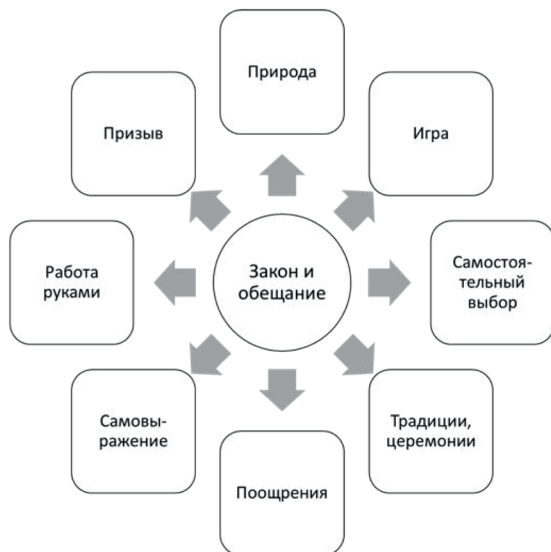 Природа
Призыв
Игра
Работа
руками
Закон и
обещание
Самостоя-
тельный
выбор
Самовы-
ражение
Традиции,
церемонии
Поощрения